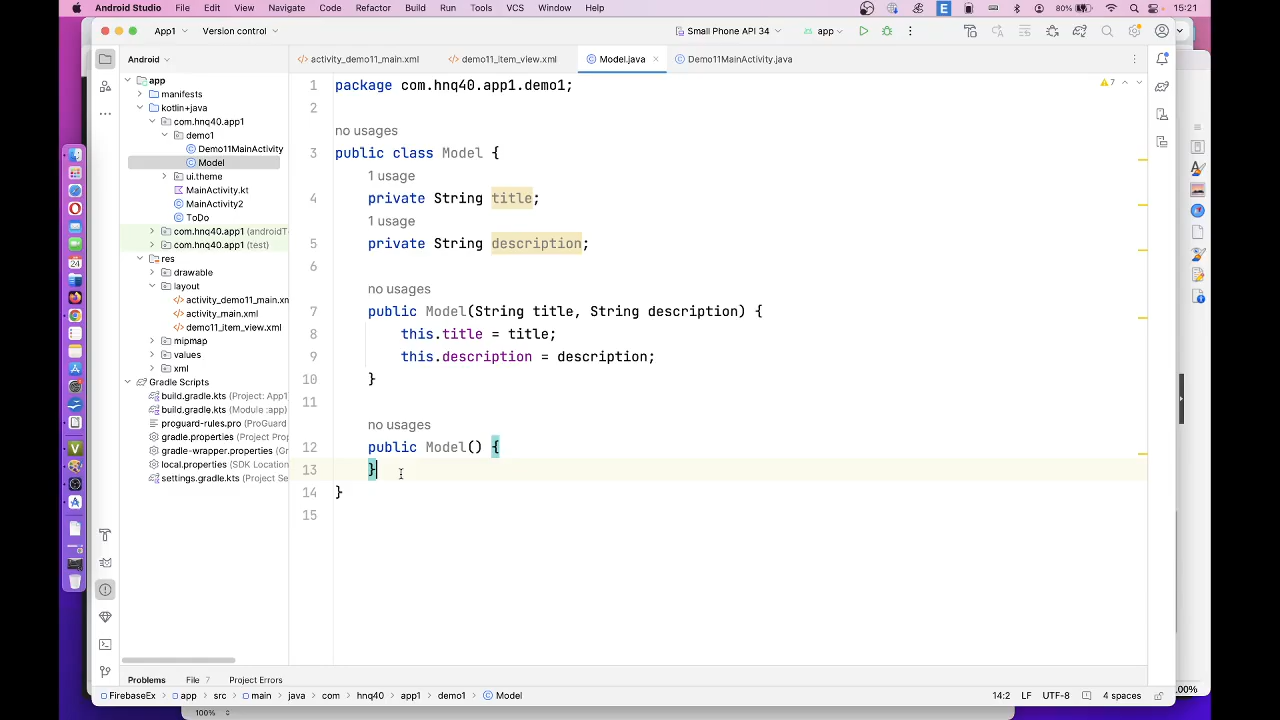 Android Studio File Edit View Navigate Code Refactor Build Run Tools VCS Window Help E 80% 15:21
App1 Version control Small Phone API 34 app
Android activity_demo11_main.xml demo11_item_view.xml Model.java Demo11MainActivity.java
app
manifests
kotlin+java
com.hnq40.app1
demo1
Demo11MainActivity
Model
ui.theme
MainActivity.kt
MainActivity2
ToDo
com.hnq40.app1 (androidT
com.hnq40.app1 (test)
res
drawable
layout
activity_demo11_main.xn
activity_main.xml
demo11_item_view.xml
mipmap
values
xml
Gradle Scripts
build.gradle.kts (Project: App1
build.gradle.kts (Module :app)
proguard-rules.pro (ProGuard
gradle.properties (Project Prop
gradle-wrapper.properties (Gra
local.properties (SDK Location
settings.gradle.kts (Project Se
1 package com.hnq40.app1.demo1; 7
2
no usages
3 public class Model {
1 usage
4 private String title;
1 usage
5 private String description;
6
no usages
7 public Model(String title, String description) {
8 this.title = title;
9 this.description = description;
10 }
11
no usages
12 public Model() {
13 }
14 }
15
Problems File 7 Project Errors
FirebaseEx app src main java com hnq40 app1 demo1 Model 14:2 LF UTF-8 4 spaces
100%